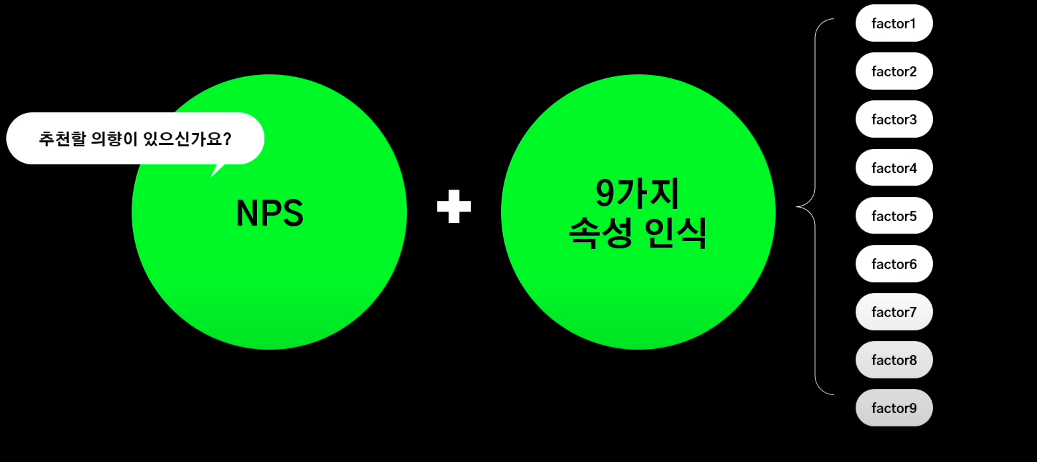 추천할 의향이 있으신가요?
NPS
9가지
속성 인식
factor1
factor2
factor3
factor4
factor5
factor6
factor7
factor8
factor9